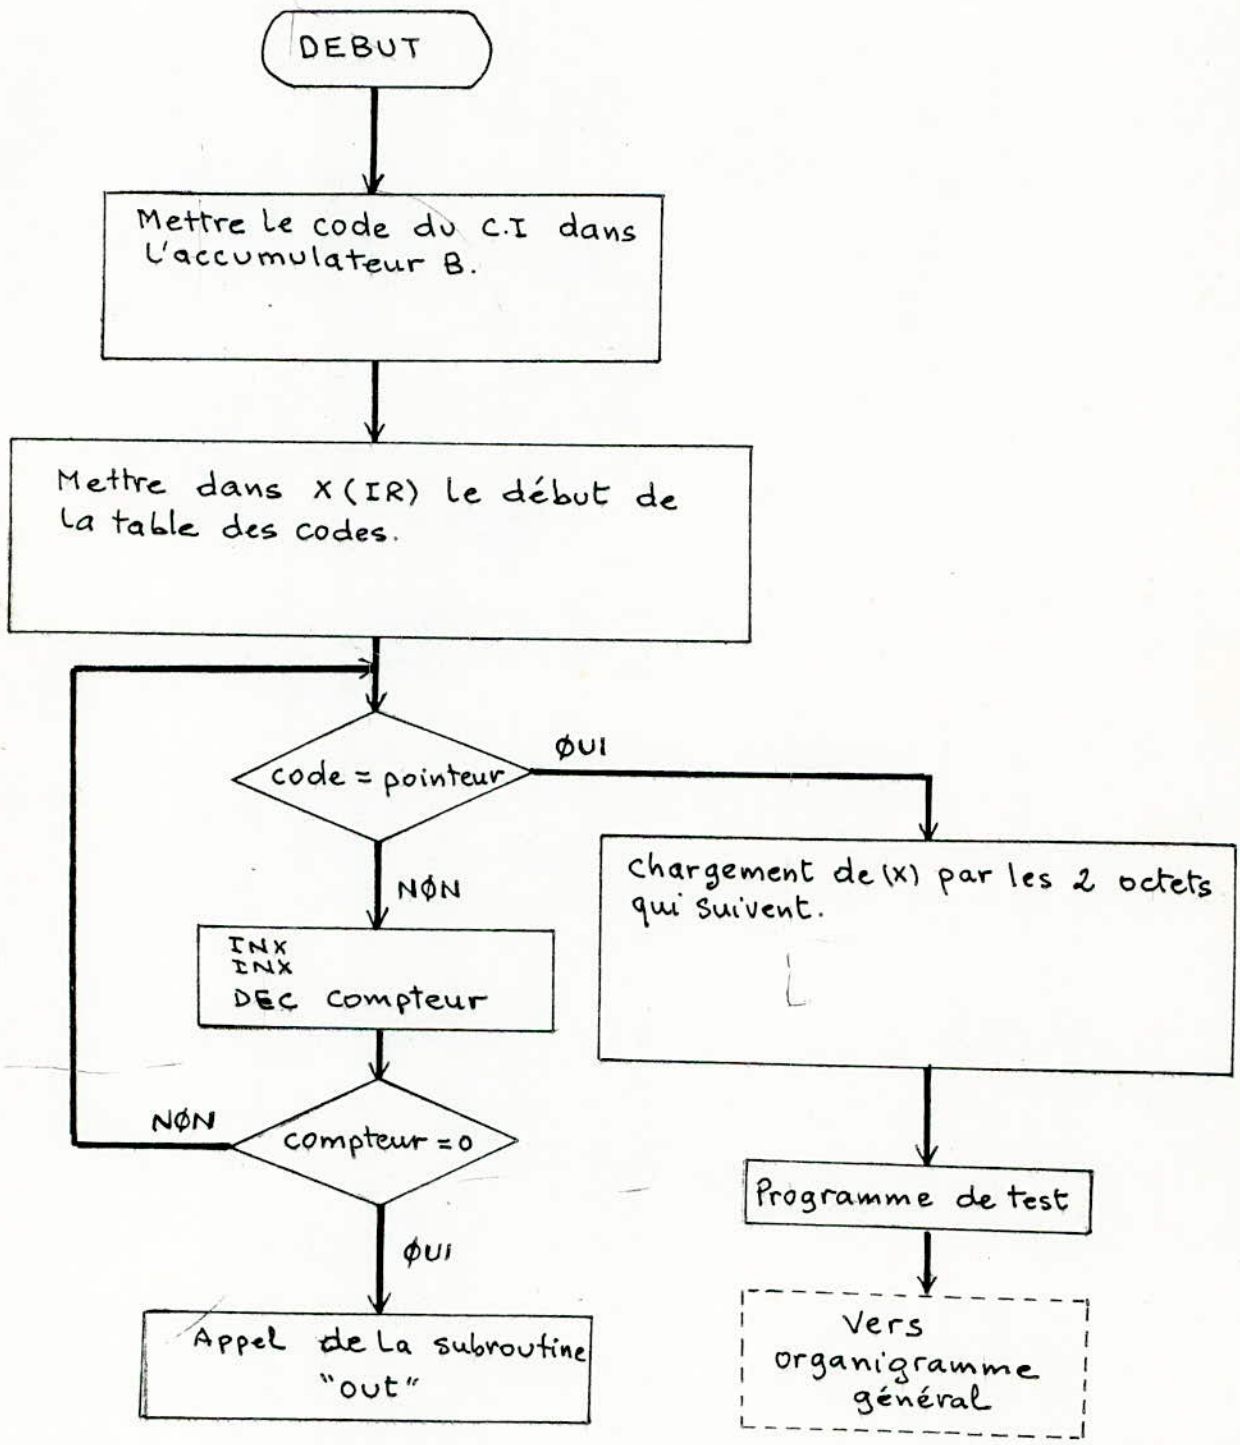 DEBUT
Mettre le code du C.I dans
l'accumulateur B.
Mettre dans X(IR) le début de
la table des codes.
code = pointeur
ØUI
NØN
chargement de (X) par les 2 octets
qui suivent.
INX
INX
DEC compteur
NØN
compteur = 0
ØUI
Programme de test
Appel de la subroutine
"out"
Vers
organigramme
général